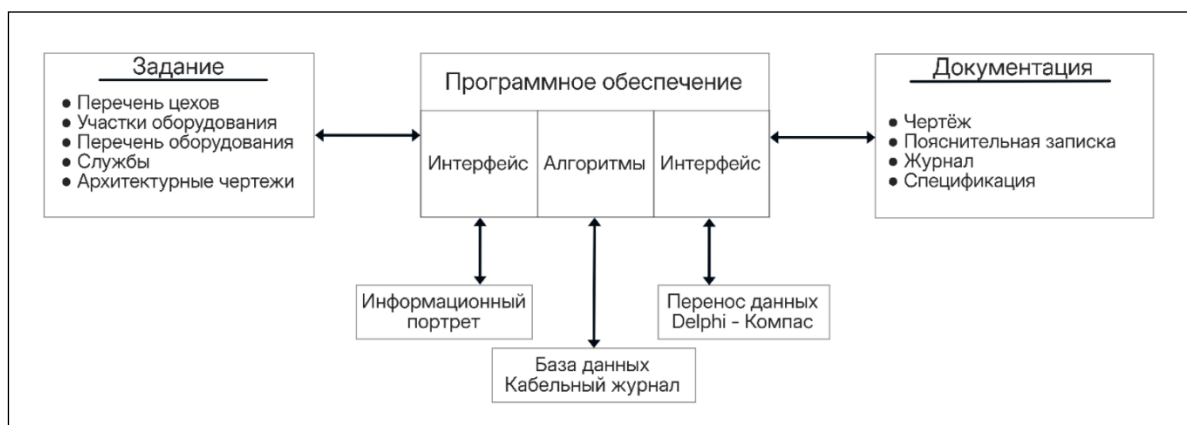 Задание
● Перечень цехов
● Участки оборудования
● Перечень оборудования
● Службы
● Архитектурные чертежи
Программное обеспечение
Интерфейс
Алгоритмы
Интерфейс
Документация
● Чертёж
● Пояснительная записка
● Журнал
● Спецификация
Информационный
портрет
База данных
Кабельный журнал
Перенос данных
Delphi - Компас